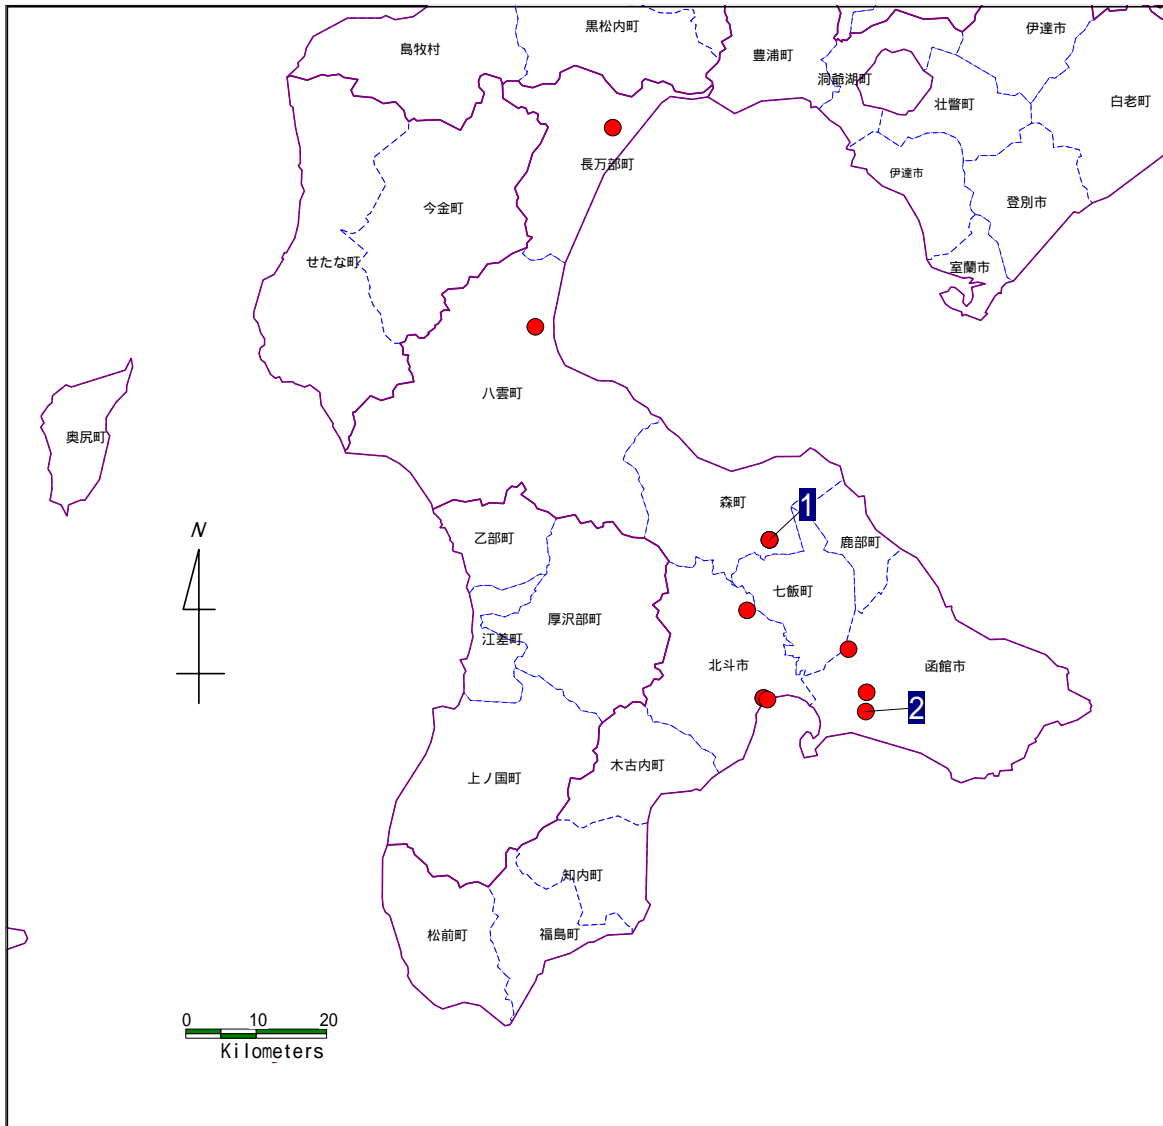 黒松内町
伊達市
島牧村
豊浦町
洞爺湖町
壮瞥町
白老町
長万部町
伊達市
今金町
登別市
せたな町
室蘭市
八雲町
奥尻町
森町
1
N
乙部町
鹿部町
七飯町
厚沢部町
江差町
北斗市
函館市
2
木古内町
上ノ国町
知内町
松前町
福島町
0 10 20
Kilometers